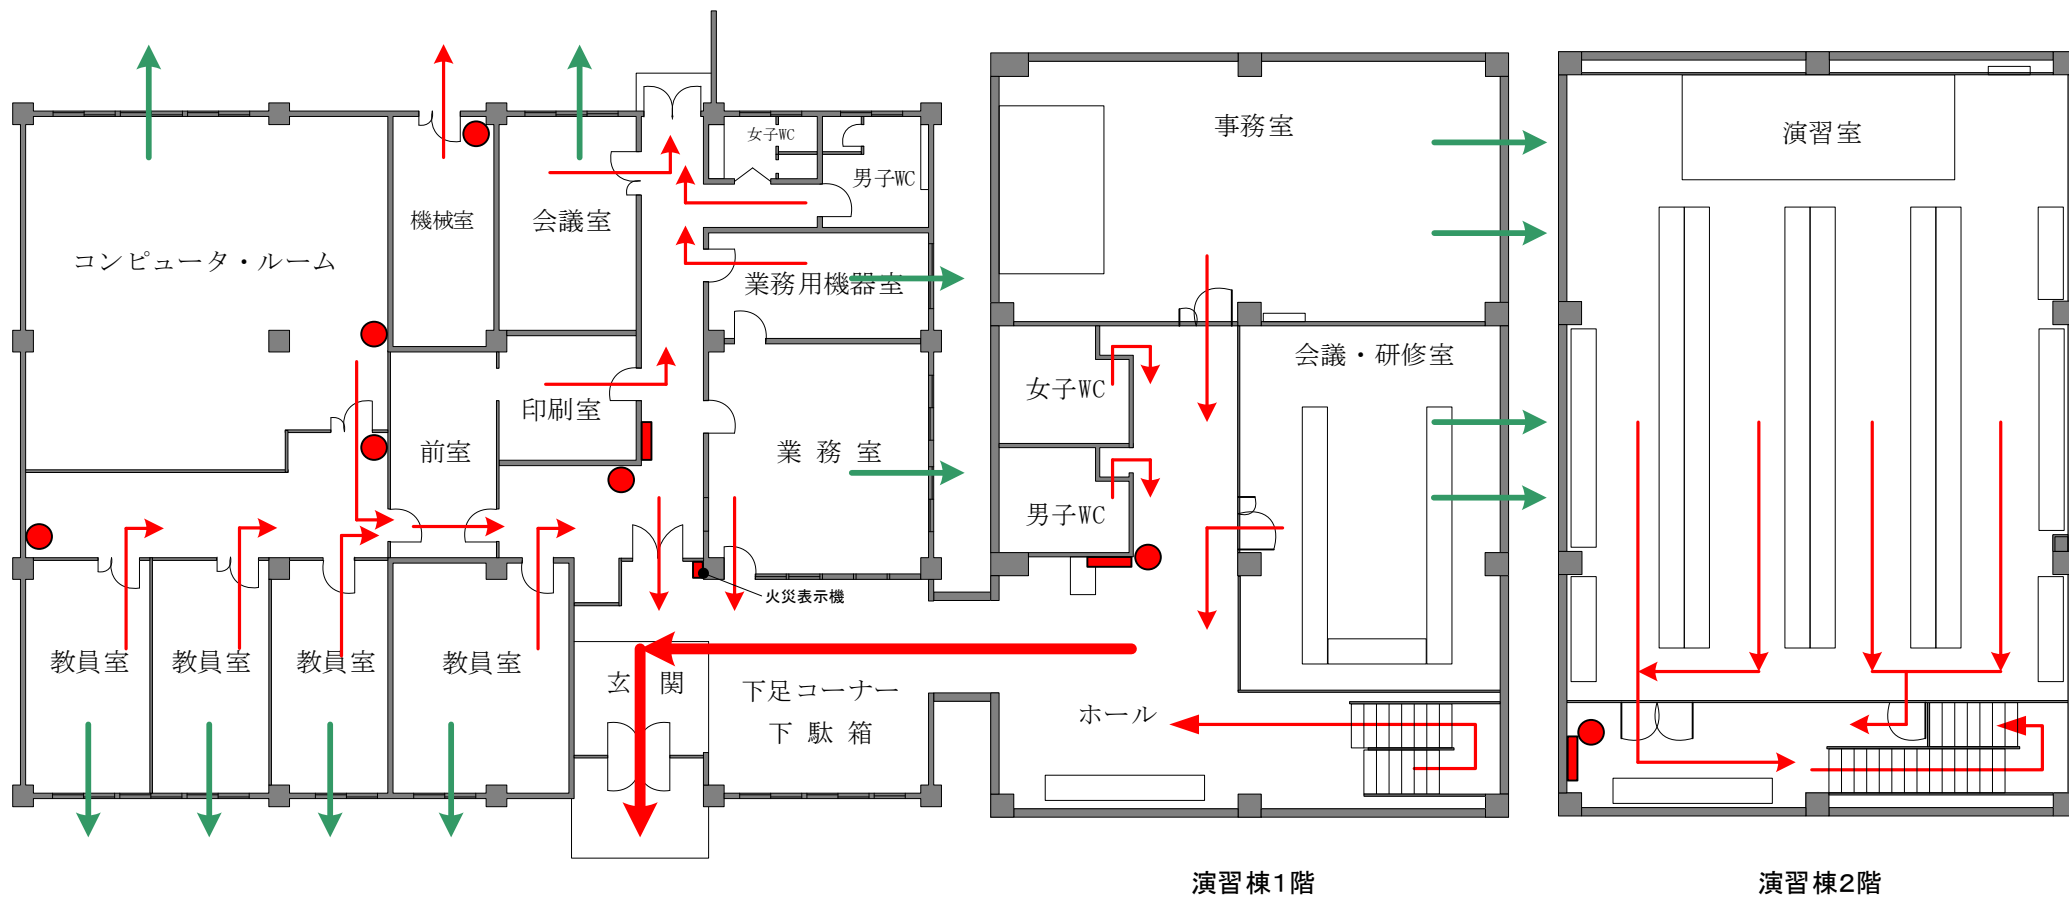 コンピュータ・ルーム
機械室
会議室
女子WC
男子WC
業務用機器室
印刷室
前室
業 務 室
火災表示機
教員室
教員室
教員室
教員室
玄 関
下足コーナー
下 駄 箱
事務室
女子WC
男子WC
会議・研修室
ホール
演習棟1階
演習室
演習棟2階